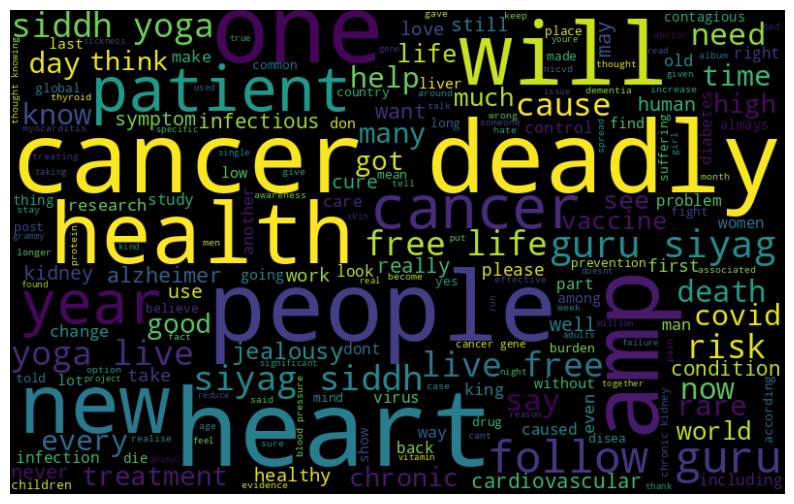 siddh yoga
one
will
need
patient
day think
help
life
love
still
may
place
contagious
old
right
time
know
symptom
infectious
want
much
cause
human
high
many
got
cure
control
cancer deadly
health
cancer
see
vaccine
free life
guru siyag
research
study
kidney
alzheimer
year
people
amp
death
covid
risk
yoga live
good
really
please
first
change
jealousy
live free
siyag siddh
condition
now
rare
new
heart
say
follow
guru
world
every
treatment
chronic
cardiovascular
infection
never
healthy
including
children
gave
keep
youre
doctor
bad
last
sickness
true
gene
make
common
made
nicvd
thought
read
album
given
increase
global
used
country
around
issue
dementia
thought knowing
thyroid
liver
talk
someone
wrong
hate
spread
girl
suffering
diabetes
always
myocarditis
specific
don
long
find
treating
single
low
give
mean
tell
month
taking
awareness
care
skin
problem
fight
women
thing
stay
another
post
grammy
longer
protein
kind
men
put
going
work
look
yes
prevention
doesnt
associated
found
real
become
effective
part
use
believe
fact
run
week
among
well
man
pain
cancer gene
adults
million
failure
option
project
significant
dont
burden
told
lot
take
reduce
said
mind
virus
case
night
king
without
together
according
age
feel
blood pressure
show
way
drug
caused
even
disea
chronic kidney
realise
sure
back
cant
reason
die
animal
vitamin
evidence
thank